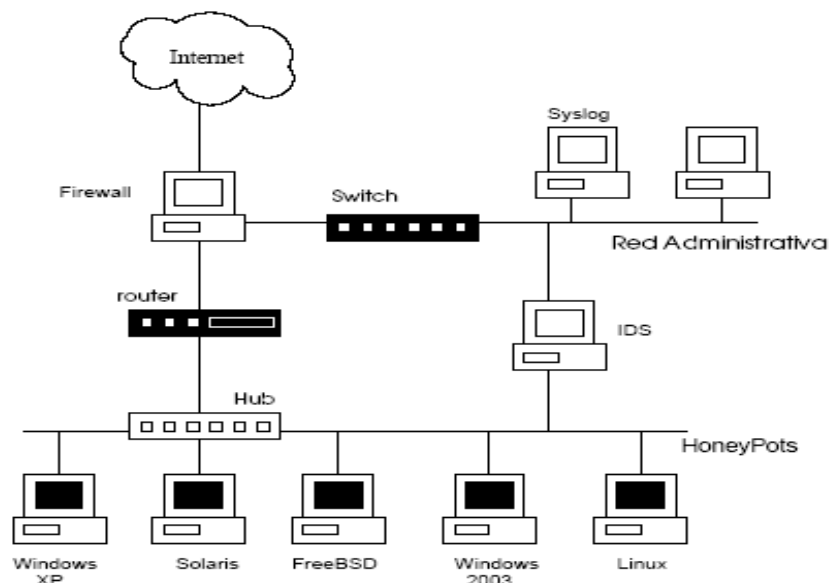 Internet
Syslog
Firewall
Switch
Red Administrativa
router
IDS
Hub
HoneyPots
Windows
XP
Solaris
FreeBSD
Windows
2003
Linux